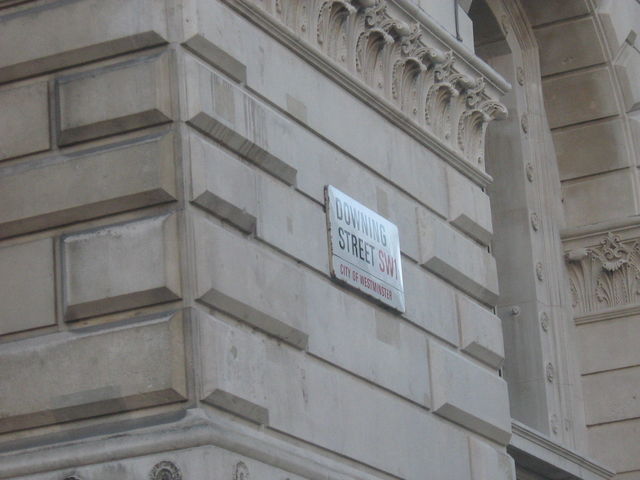 DOWNING
STREET SW1
CITY OF WESTMINSTER